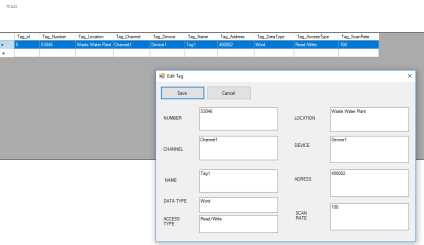 TAG
Tag_id Tag_Number Tag_Location Tag_Channel Tag_Device Tag_Name Tag_Address Tag_DataType Tag_AccessType Tag_ScanRate
53046 Waste Water Plant Channel1 Device1 Tag1 400002 Word Read/Write 100
Edit Tag
Save Cancel
NUMBER 53046 LOCATION Waste Water Plant
CHANNEL Channel1 DEVICE Device1
NAME Tag1 ADRESS 400002
DATA TYPE Word
ACCESS TYPE Read/Write SCAN RATE 100